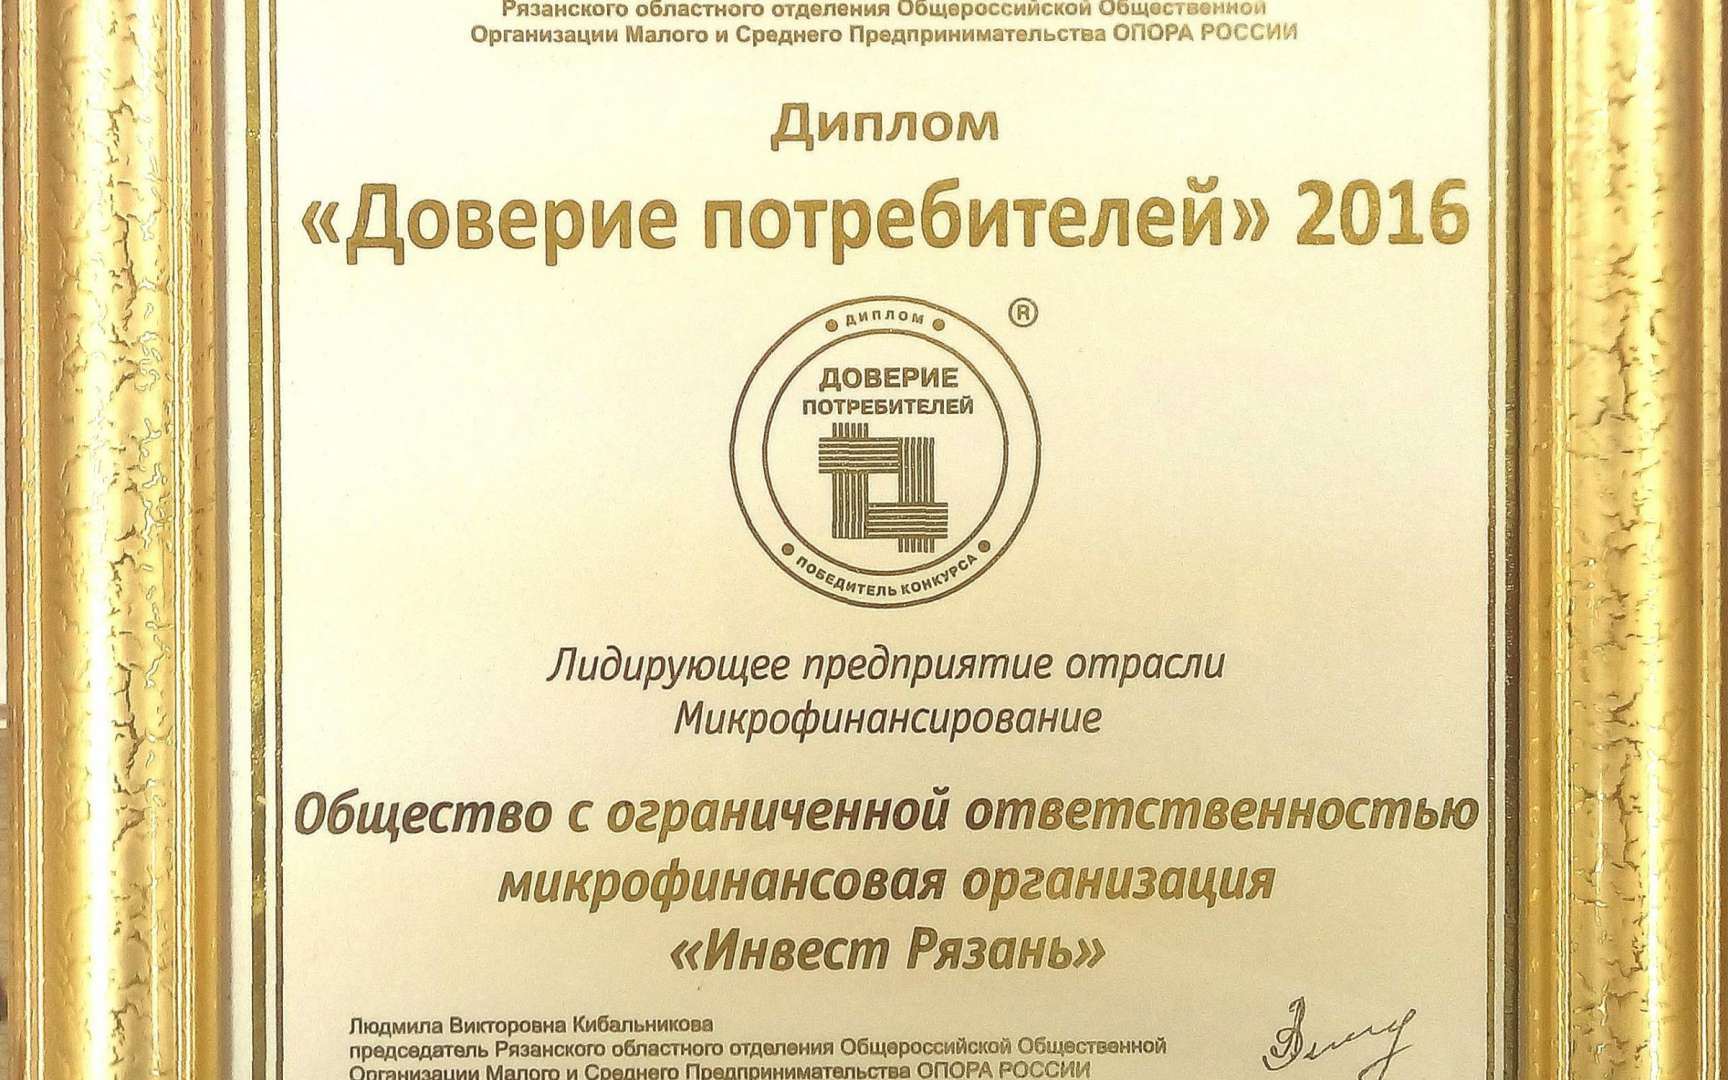 Рязанского областного отделения Общероссийской Общественной
Организации Малого и Среднего Предпринимательства ОПОРА РОССИИ
Диплом
«Доверие потребителей» 2016
®
• ДИПЛОМ •
ДОВЕРИЕ
ПОТРЕБИТЕЛЕЙ
• ПОБЕДИТЕЛЬ КОНКУРСА •
Лидирующее предприятие отрасли
Микрофинансирование
Общество с ограниченной ответственностью
микрофинансовая организация
«Инвест Рязань»
Людмила Викторовна Кибальникова
председатель Рязанского областного отделения Общероссийской Общественной
Организации Малого и Среднего Предпринимательства ОПОРА РОССИИ